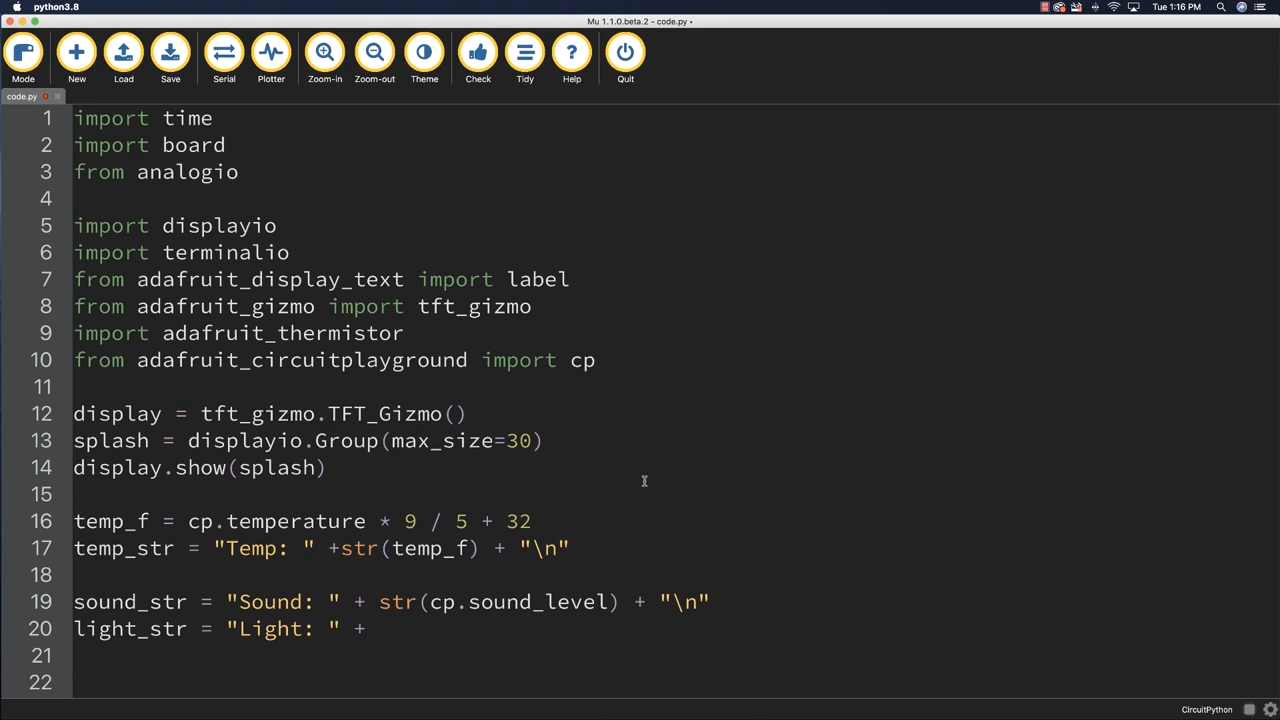 python3.8
Tue 1:16 PM
Mu 1.1.0.beta.2 - code.py •
Mode New Load Save Serial Plotter Zoom-in Zoom-out Theme Check Tidy Help Quit
code.py
1 import time
2 import board
3 from analogio
4
5 import displayio
6 import terminalio
7 from adafruit_display_text import label
8 from adafruit_gizmo import tft_gizmo
9 import adafruit_thermistor
10 from adafruit_circuitplayground import cp
11
12 display = tft_gizmo.TFT_Gizmo()
13 splash = displayio.Group(max_size=30)
14 display.show(splash)
15
16 temp_f = cp.temperature * 9 / 5 + 32
17 temp_str = "Temp: " +str(temp_f) + "\n"
18
19 sound_str = "Sound: " + str(cp.sound_level) + "\n"
20 light_str = "Light: " +
21
22
CircuitPython